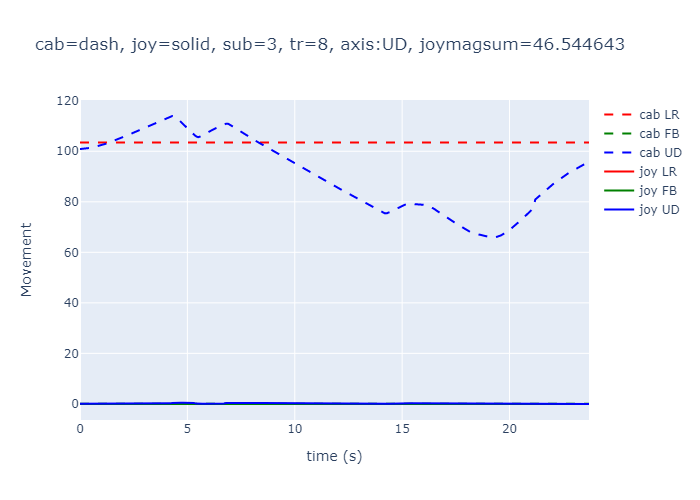 cab=dash, joy=solid, sub=3, tr=8, axis:UD, joymagsum=46.544643
120
100
80
60
40
20
0
Movement
0 5 10 15 20
time (s)
cab LR
cab FB
cab UD
joy LR
joy FB
joy UD